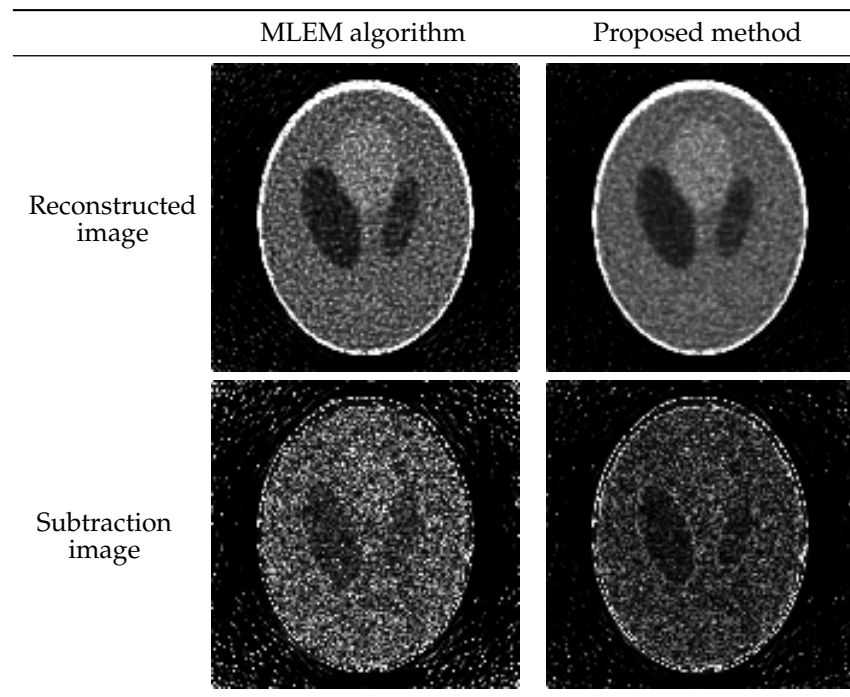 MLEM algorithm Proposed method
Reconstructed
image
Subtraction
image